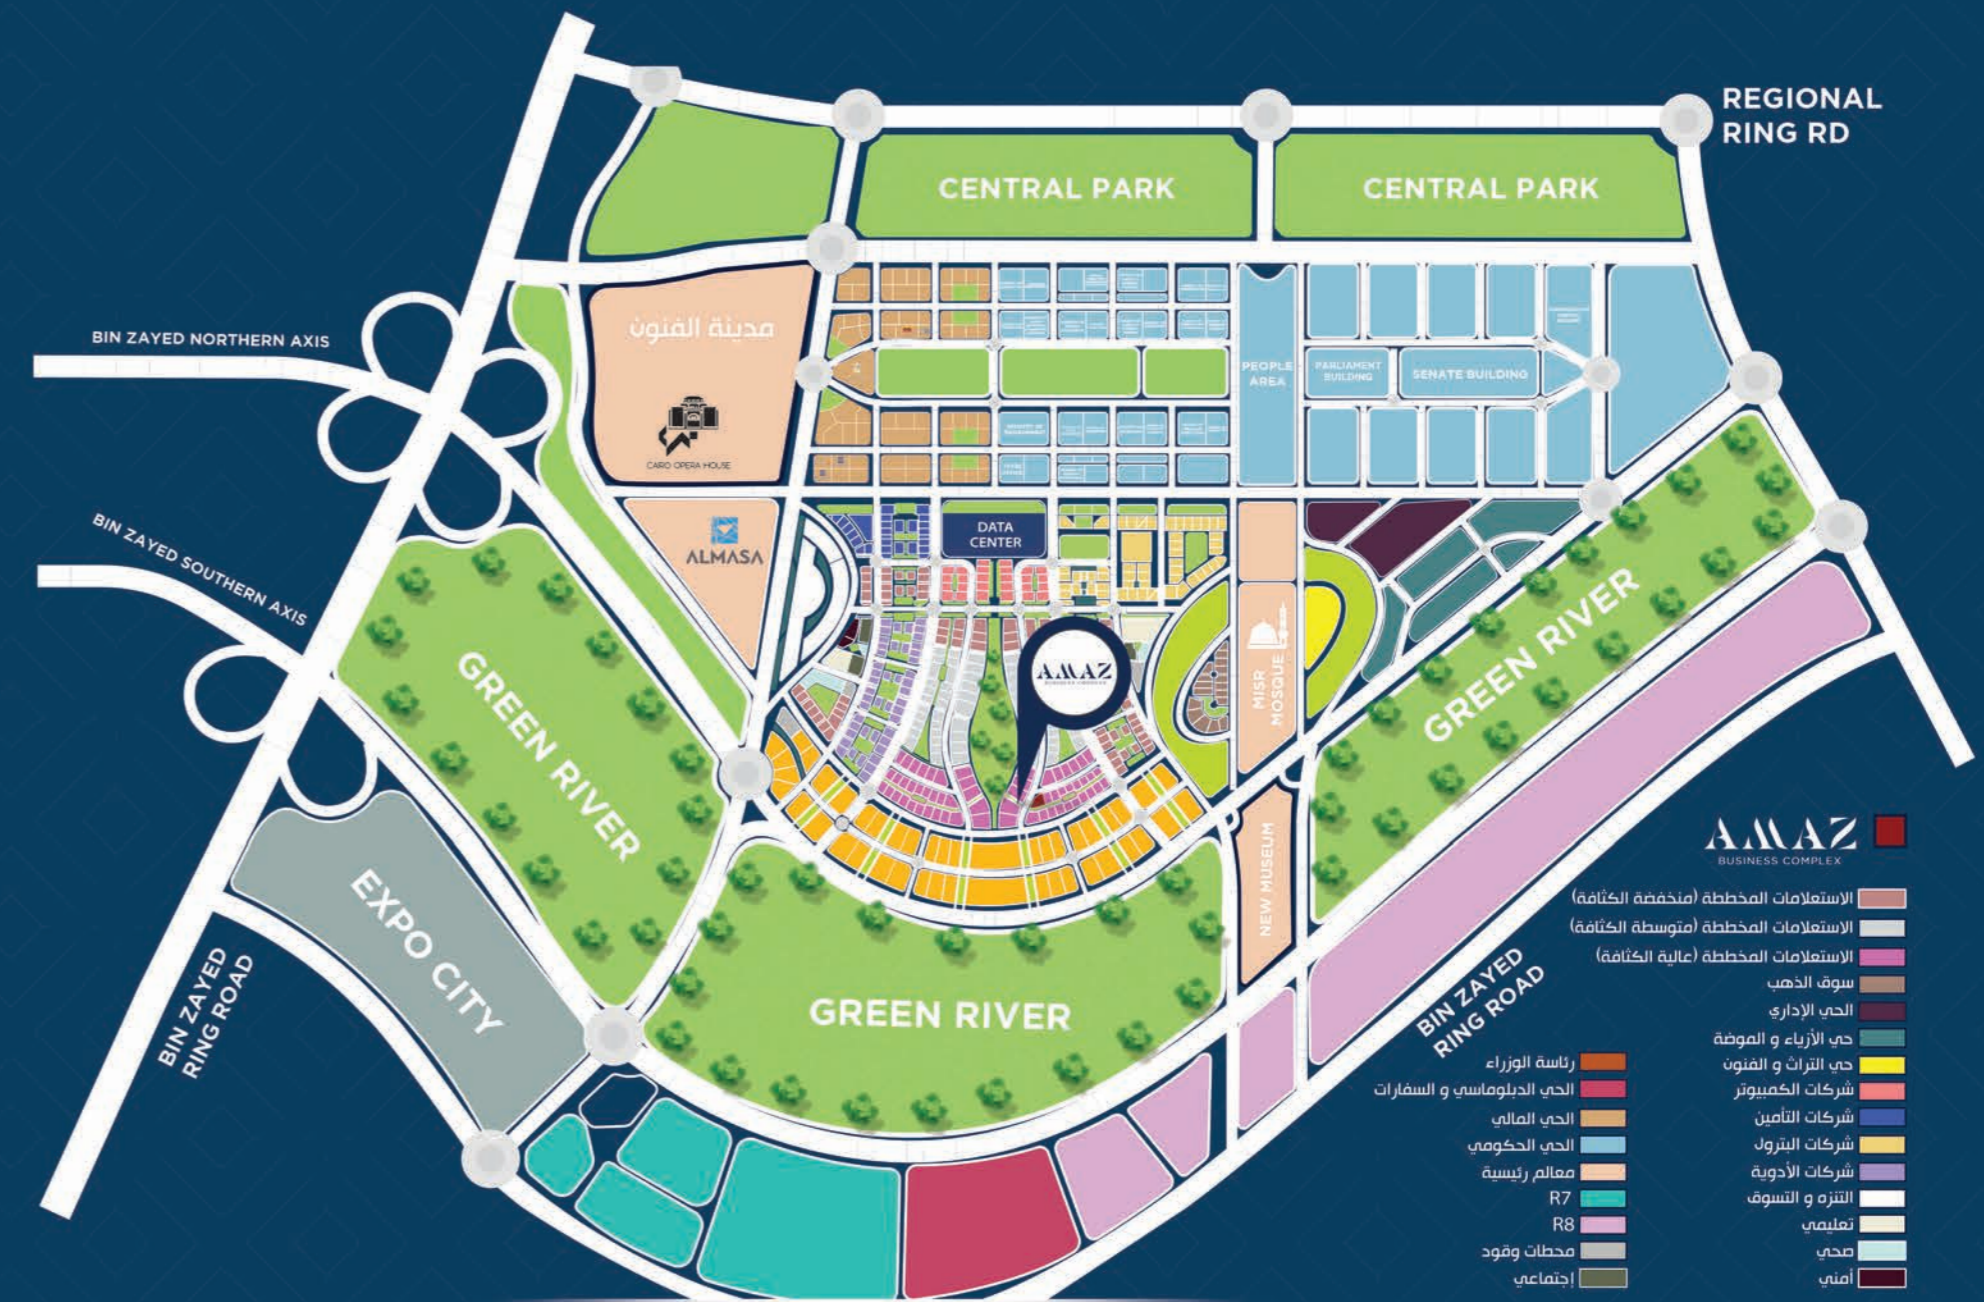 REGIONAL
RING RD
CENTRAL PARK
CENTRAL PARK
BIN ZAYED NORTHERN AXIS
مدينة الفنون
CAIRO OPERA HOUSE
PEOPLE
AREA
PARLIAMENT
BUILDING
SENATE BUILDING
BIN ZAYED SOUTHERN AXIS
ALMASA
DATA
CENTER
AMAZ
BUSINESS COMPLEX
MISR
MOSQUE
GREEN RIVER
GREEN RIVER
GREEN RIVER
NEW MUSEUM
EXPO CITY
BIN ZAYED
RING ROAD
BIN ZAYED
RING ROAD
AMAZ
BUSINESS COMPLEX
الاستعلامات المخططة (منخفضة الكثافة)
الاستعلامات المخططة (متوسطة الكثافة)
الاستعلامات المخططة (عالية الكثافة)
سوق الذهب
الحي الإداري
حي الأزياء و الموضة
حي التراث و الفنون
شركات الكمبيوتر
شركات التأمين
شركات البترول
شركات الأدوية
التنزه و التسوق
تعليمي
صحي
أمني
رئاسة الوزراء
الحي الدبلوماسي و السفارات
الحي المالي
الحي الحكومي
معالم رئيسية
R7
R8
محطات وقود
إجتماعي